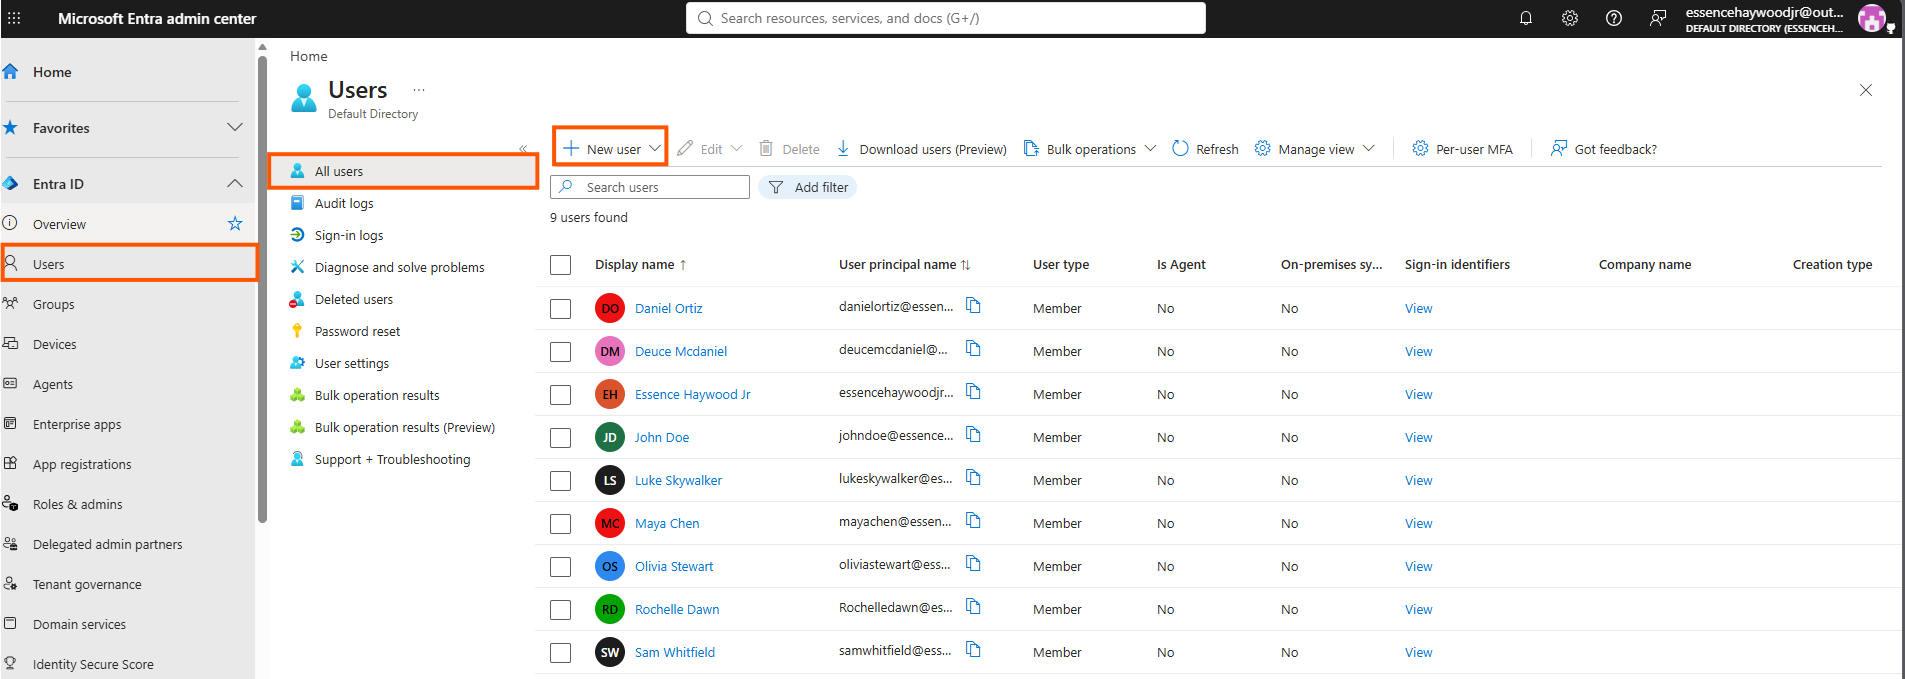 Microsoft Entra admin center
Search resources, services, and docs (G+/)
essencehaywoodjr@out...
DEFAULT DIRECTORY (ESSENCEH...
Home
Favorites
Entra ID
Overview
Users
Groups
Devices
Agents
Enterprise apps
App registrations
Roles & admins
Delegated admin partners
Tenant governance
Domain services
Identity Secure Score
Home
Users ...
Default Directory
«
All users
Audit logs
Sign-in logs
Diagnose and solve problems
Deleted users
Password reset
User settings
Bulk operation results
Bulk operation results (Preview)
Support + Troubleshooting
New user Edit Delete Download users (Preview) Bulk operations Refresh Manage view Per-user MFA Got feedback?
Search users Add filter
9 users found
Display name ↑ User principal name ↑↓ User type Is Agent On-premises sy... Sign-in identifiers Company name Creation type
DO Daniel Ortiz danielortiz@essen... Member No No View
DM Deuce Mcdaniel deucemcdaniel@... Member No No View
EH Essence Haywood Jr essencehaywoodjr... Member No No View
JD John Doe johndoe@essence... Member No No View
LS Luke Skywalker lukeskywalker@es... Member No No View
MC Maya Chen mayachen@essen... Member No No View
OS Olivia Stewart oliviastewart@ess... Member No No View
RD Rochelle Dawn Rochelledawn@es... Member No No View
SW Sam Whitfield samwhitfield@ess... Member No No View